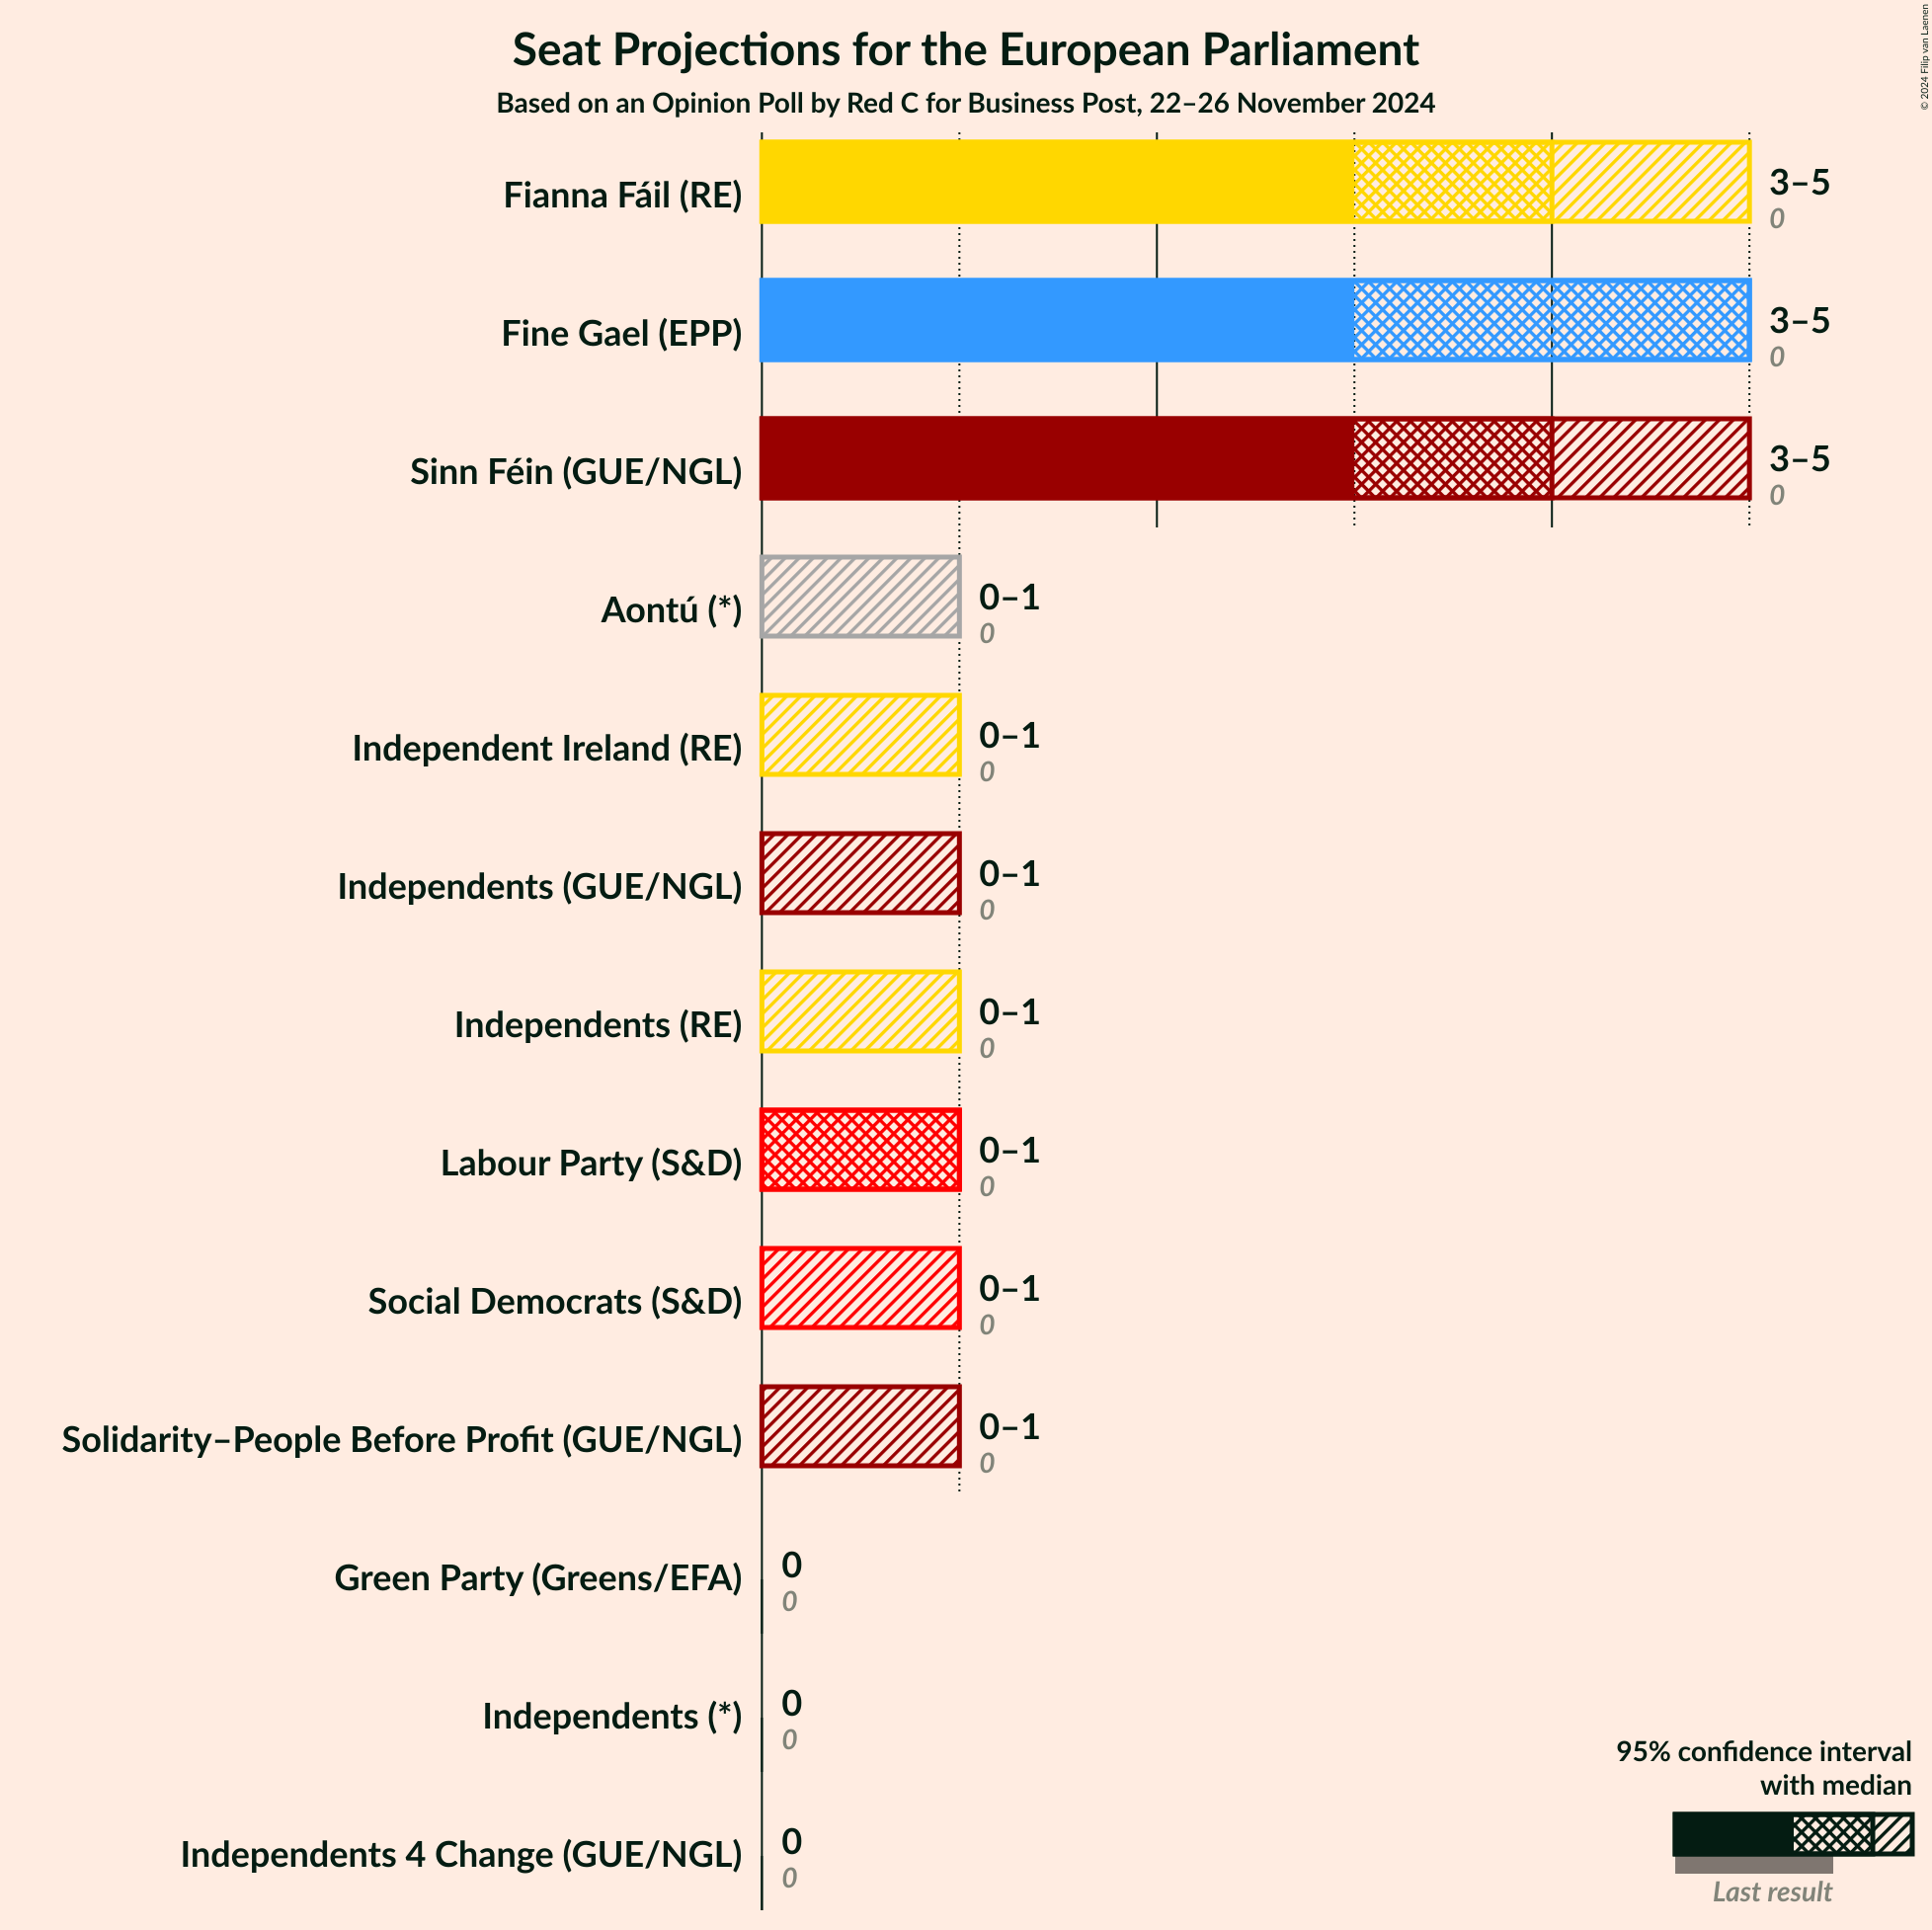 Seat Projections for the European Parliament
Based on an Opinion Poll by Red C for Business Post, 22–26 November 2024
© 2024 Filip van Laenen
Fianna Fáil (RE)
3–5
0
Fine Gael (EPP)
3–5
0
Sinn Féin (GUE/NGL)
3–5
0
Aontú (*)
0–1
0
Independent Ireland (RE)
0–1
0
Independents (GUE/NGL)
0–1
0
Independents (RE)
0–1
0
Labour Party (S&D)
0–1
0
Social Democrats (S&D)
0–1
0
Solidarity–People Before Profit (GUE/NGL)
0–1
0
Green Party (Greens/EFA)
0
0
Independents (*)
0
0
Independents 4 Change (GUE/NGL)
0
0
95% confidence interval
with median
Last result